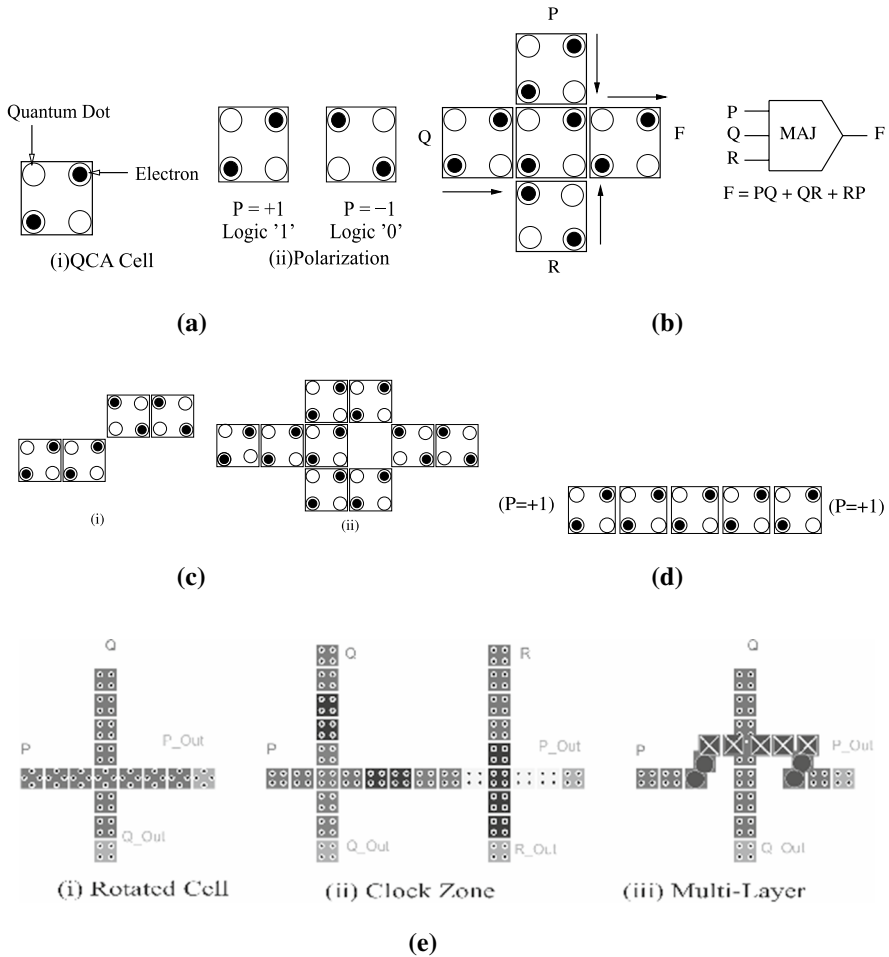 Quantum Dot
Electron
(i)QCA Cell
P = +1
Logic '1'
P = −1
Logic '0'
(ii)Polarization
(a)
P
Q
F
R
P
Q
R
MAJ
F
F = PQ + QR + RP
(b)
(i)
(ii)
(c)
(P=+1)
(P=+1)
(d)
Q
P
P_Out
Q_Out
(i) Rotated Cell
Q
R
P
P_Out
Q_Out
R_Out
(ii) Clock Zone
Q
P
P_Out
Q_Out
(iii) Multi-Layer
(e)